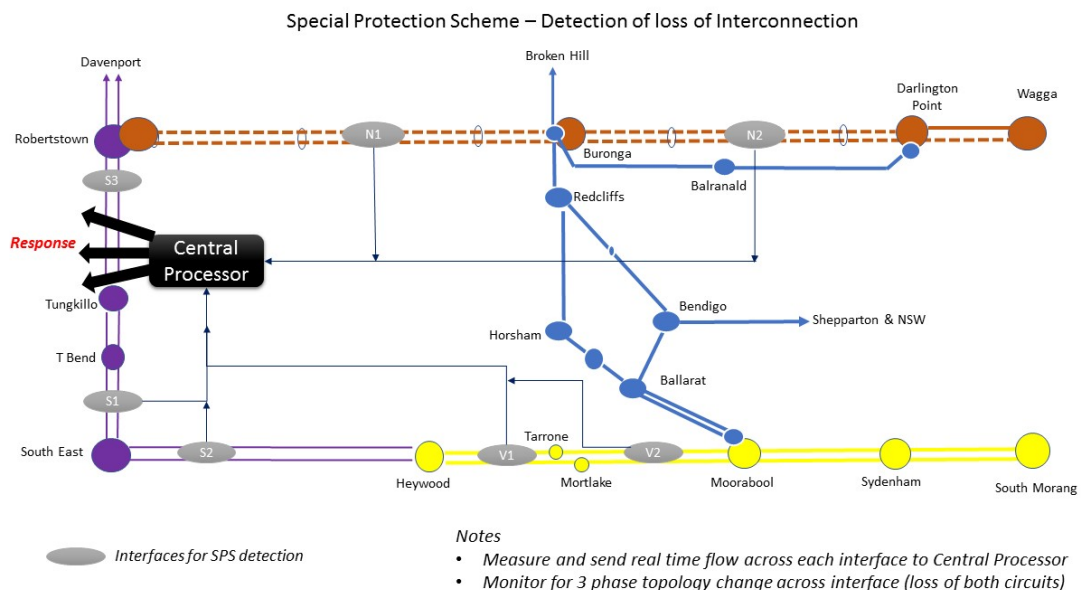 Special Protection Scheme – Detection of loss of Interconnection
Davenport
Broken Hill
Darlington
Point
Wagga
Robertstown
N1
N2
Buronga
Balranald
S3
Redcliffs
Response
Central
Processor
Tungkillo
Bendigo
Shepparton & NSW
Horsham
T Bend
Ballarat
S1
South East
S2
Tarrone
V1
V2
Heywood
Mortlake
Moorabool
Sydenham
South Morang
Notes
Interfaces for SPS detection
• Measure and send real time flow across each interface to Central Processor
• Monitor for 3 phase topology change across interface (loss of both circuits)